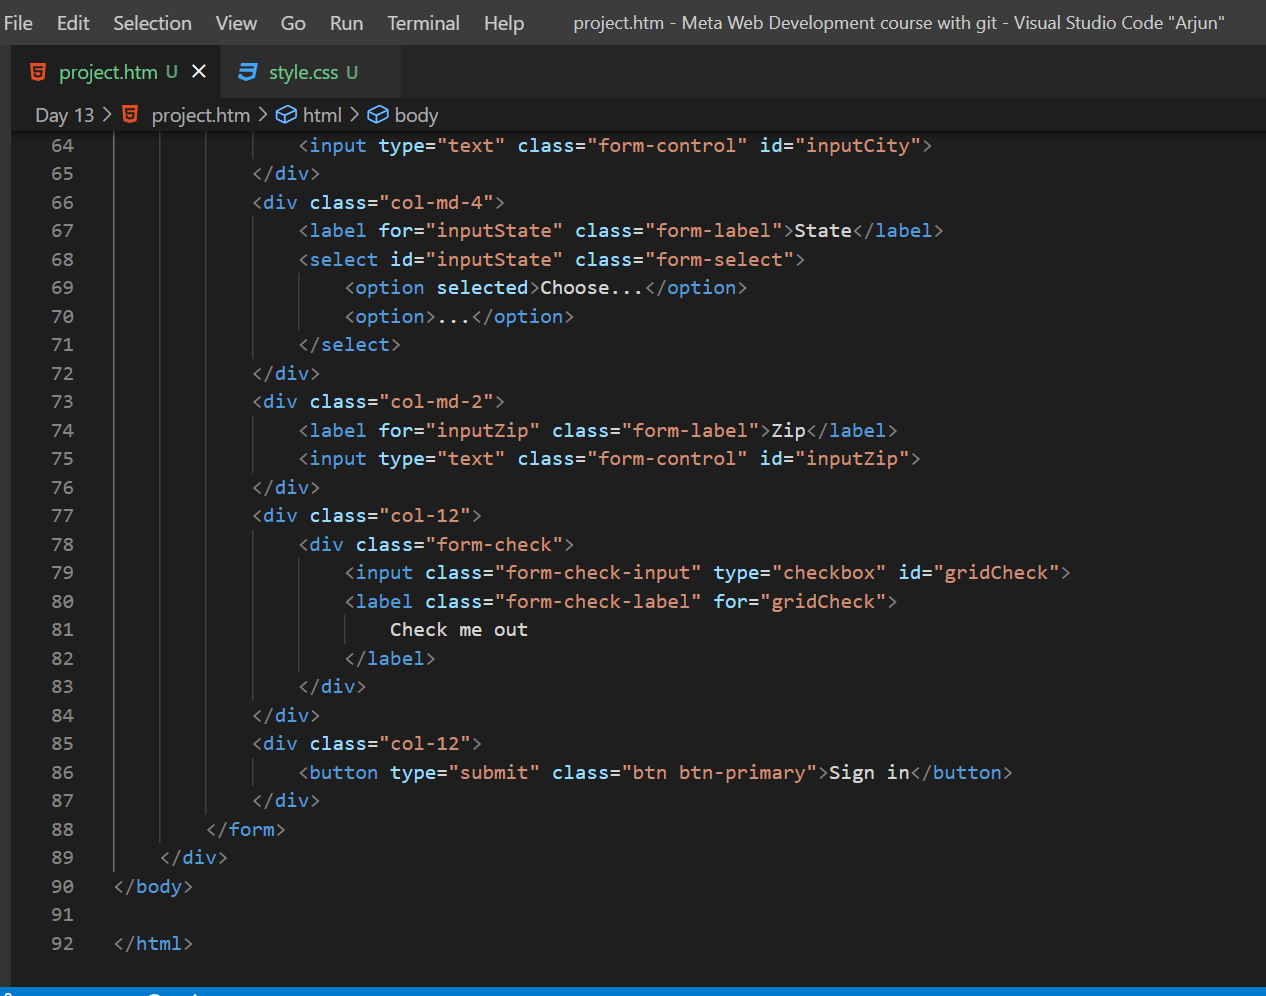 File Edit Selection View Go Run Terminal Help project.htm - Meta Web Development course with git - Visual Studio Code "Arjun"
project.htm U style.css U
Day 13 > project.htm > html > body
64 <input type="text" class="form-control" id="inputCity">
65 </div>
66 <div class="col-md-4">
67 <label for="inputState" class="form-label">State</label>
68 <select id="inputState" class="form-select">
69 <option selected>Choose...</option>
70 <option>...</option>
71 </select>
72 </div>
73 <div class="col-md-2">
74 <label for="inputZip" class="form-label">Zip</label>
75 <input type="text" class="form-control" id="inputZip">
76 </div>
77 <div class="col-12">
78 <div class="form-check">
79 <input class="form-check-input" type="checkbox" id="gridCheck">
80 <label class="form-check-label" for="gridCheck">
81 Check me out
82 </label>
83 </div>
84 </div>
85 <div class="col-12">
86 <button type="submit" class="btn btn-primary">Sign in</button>
87 </div>
88 </form>
89 </div>
90 </body>
91
92 </html>